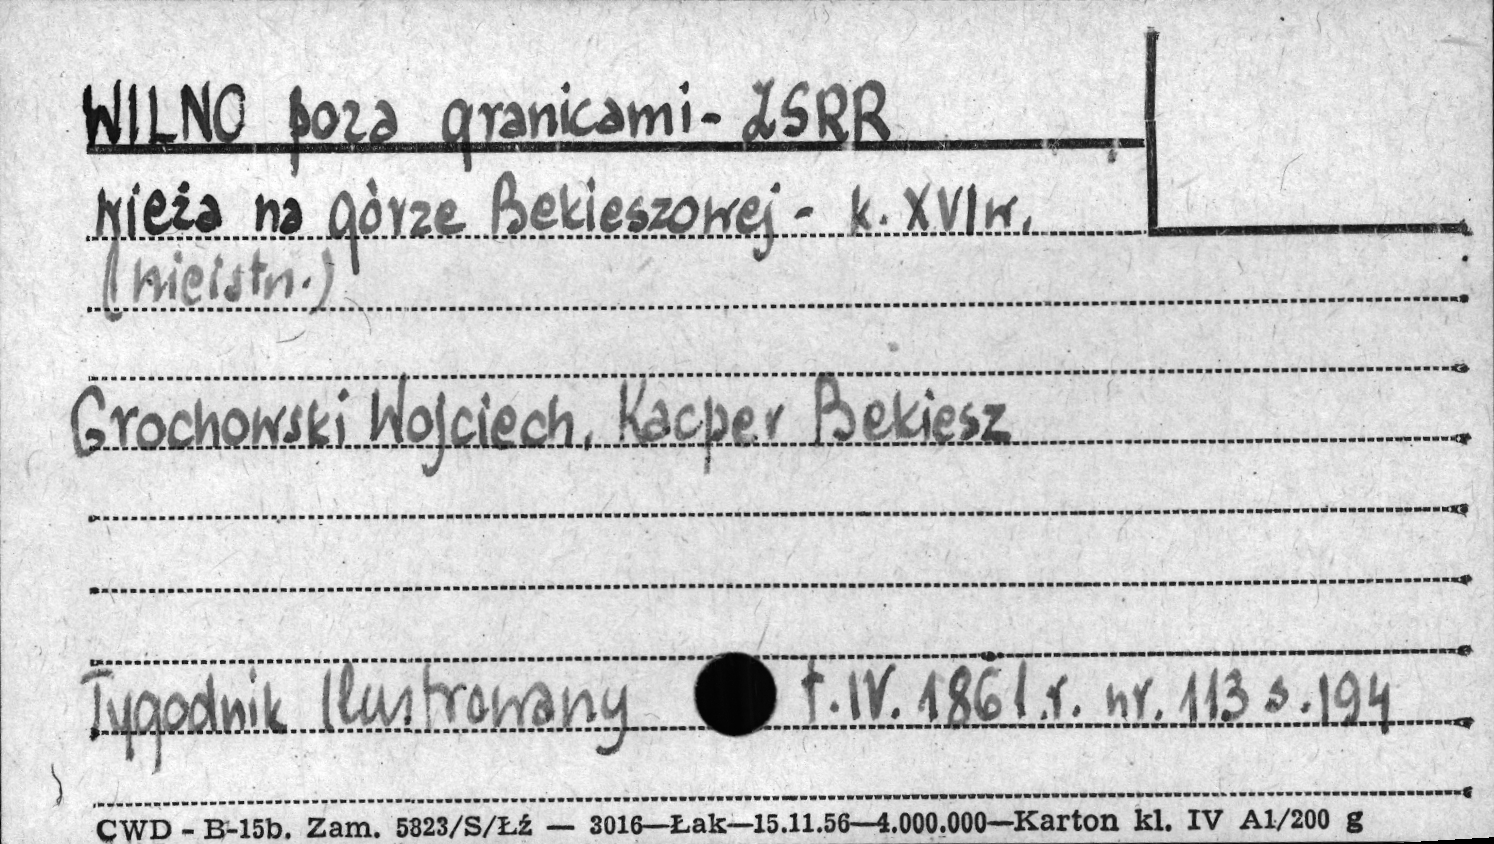 WILNO poza granicami - ZSRR
wieża na górze Bekieszowej - k. XVI w.
(nieistn.)
Grochowski Wojciech, Kacper Bekiesz
Tygodnik Ilustrowany t. IV. 1861.r. nr. 113 s. 194
CWD - B-15b. Zam. 5823/S/Łź — 3016—Łak—15.11.56—4.000.000—Karton kl. IV A1/200 g